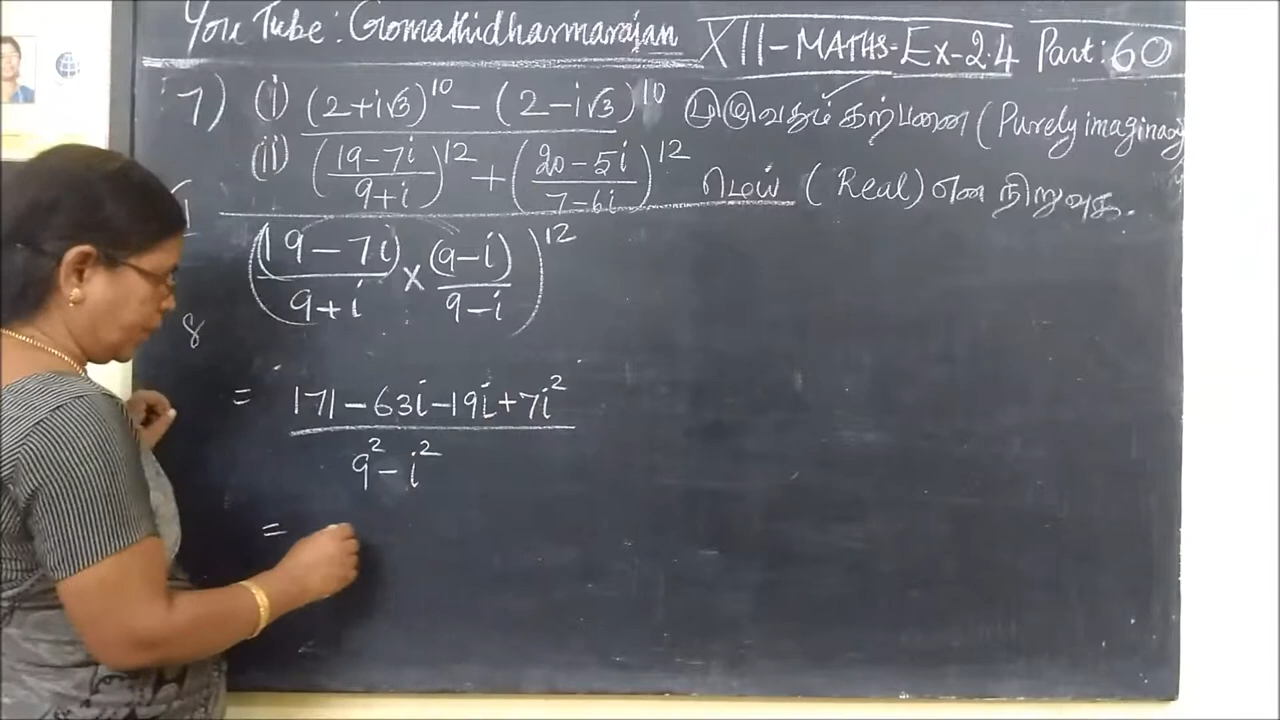 YouTube: Gomathidharmarajan XII-MATHS-Ex-2.4 Part: 60
7) (i) (2+i√3)^10 – (2–i√3)^10 முழுவதும் கற்பனை (Purely imaginary
(ii) ((19–7i)/(9+i))^12 + ((20–5i)/(7–6i))^12 மெய் (Real) என நிறுவுக.
((19–7i)/(9+i) × (9–i)/(9–i))^12
8
= (171–63i–19i+7i²)/(9²–i²)
=